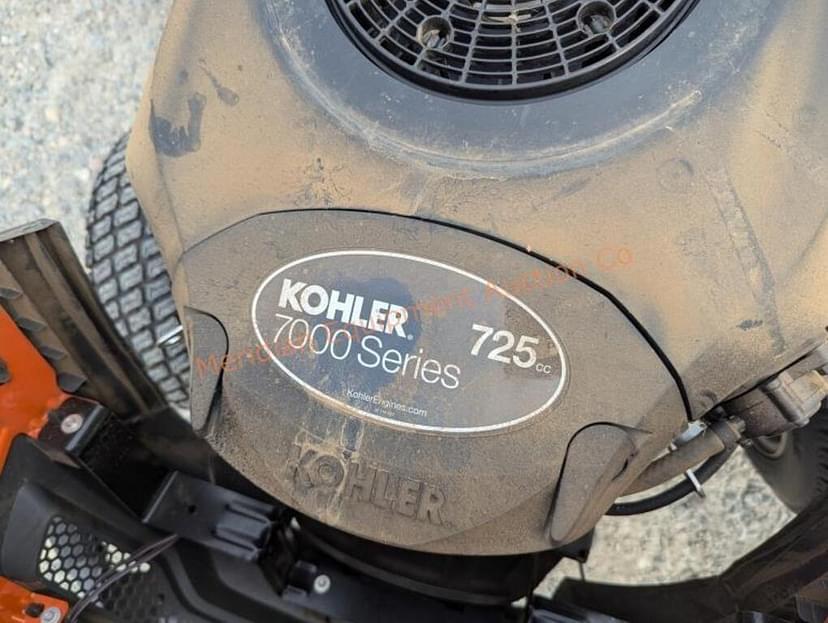 KOHLER®
7000 Series
725cc
KohlerEngines.com
KOHLER